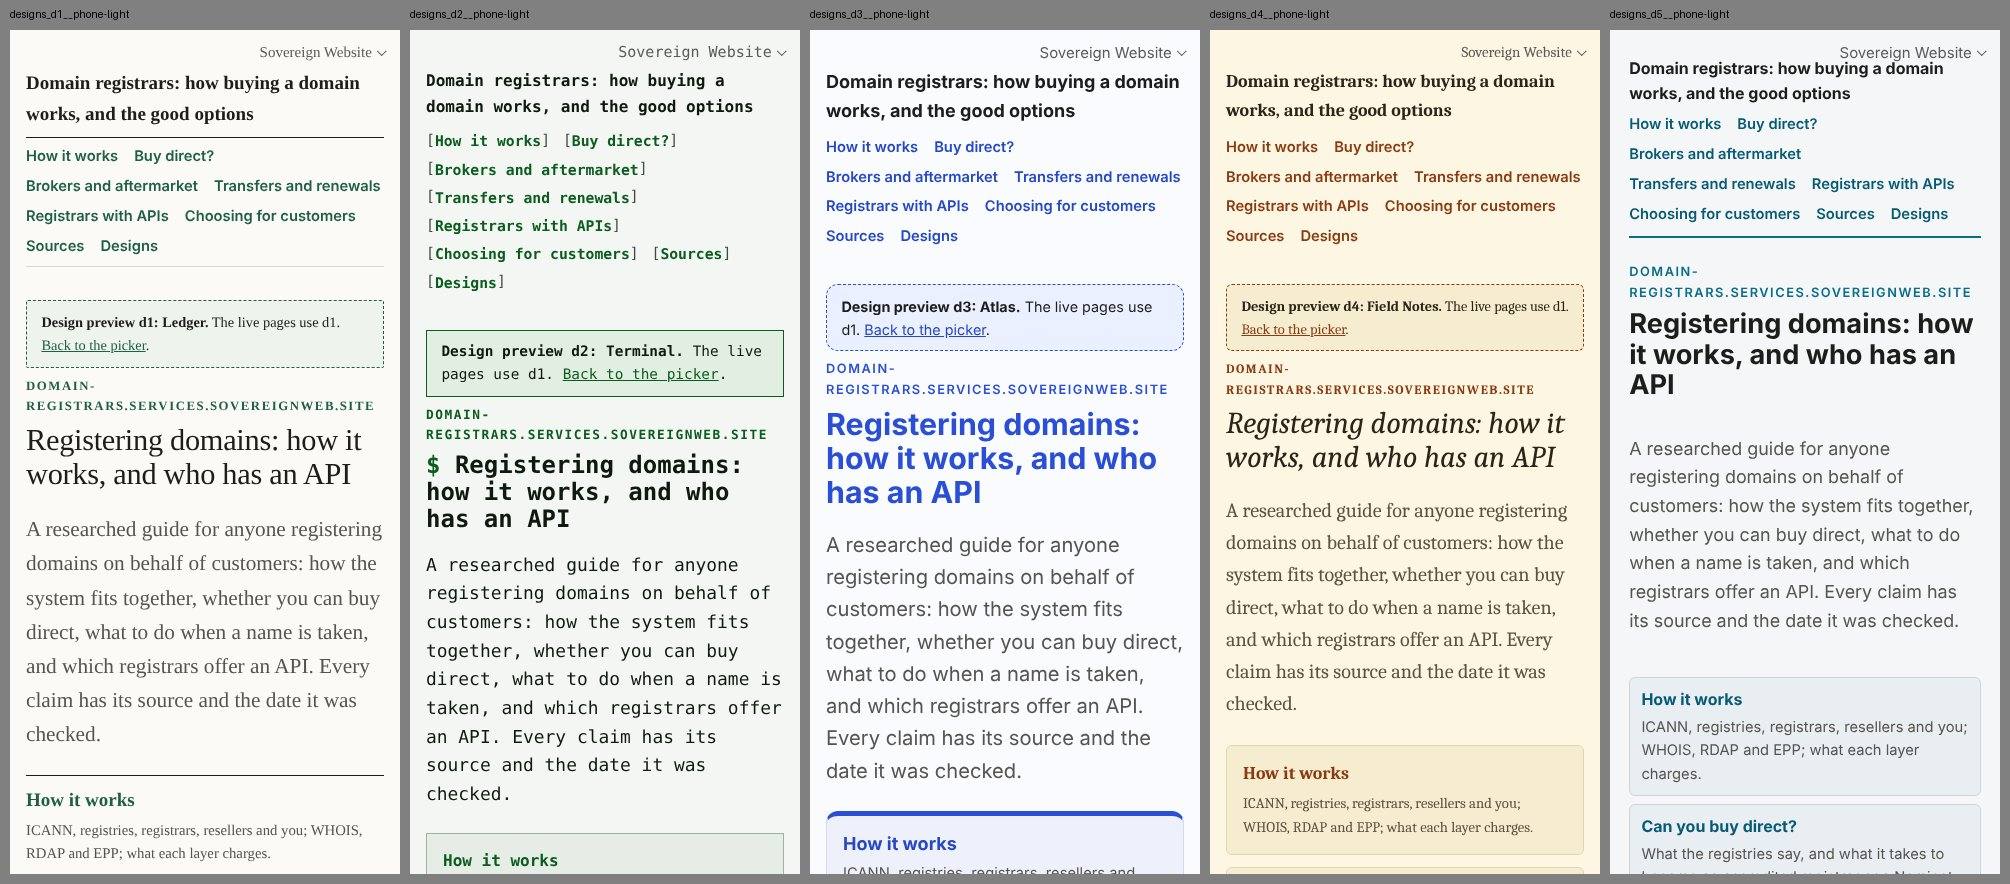 designs_d1__phone-light
Sovereign Website
Domain registrars: how buying a domain
works, and the good options
How it works Buy direct?
Brokers and aftermarket Transfers and renewals
Registrars with APIs Choosing for customers
Sources Designs
Design preview d1: Ledger. The live pages use d1.
Back to the picker.
DOMAIN-
REGISTRARS.SERVICES.SOVEREIGNWEB.SITE
Registering domains: how it
works, and who has an API
A researched guide for anyone registering
domains on behalf of customers: how the
system fits together, whether you can buy
direct, what to do when a name is taken,
and which registrars offer an API. Every
claim has its source and the date it was
checked.
How it works
ICANN, registries, registrars, resellers and you; WHOIS,
RDAP and EPP; what each layer charges.
designs_d2__phone-light
Sovereign Website
Domain registrars: how buying a
domain works, and the good options
[How it works] [Buy direct?]
[Brokers and aftermarket]
[Transfers and renewals]
[Registrars with APIs]
[Choosing for customers] [Sources]
[Designs]
Design preview d2: Terminal. The live
pages use d1. Back to the picker.
DOMAIN-
REGISTRARS.SERVICES.SOVEREIGNWEB.SITE
$ Registering domains:
how it works, and who
has an API
A researched guide for anyone
registering domains on behalf of
customers: how the system fits
together, whether you can buy
direct, what to do when a name is
taken, and which registrars offer
an API. Every claim has its
source and the date it was
checked.
How it works
designs_d3__phone-light
Sovereign Website
Domain registrars: how buying a domain
works, and the good options
How it works Buy direct?
Brokers and aftermarket Transfers and renewals
Registrars with APIs Choosing for customers
Sources Designs
Design preview d3: Atlas. The live pages use
d1. Back to the picker.
DOMAIN-
REGISTRARS.SERVICES.SOVEREIGNWEB.SITE
Registering domains:
how it works, and who
has an API
A researched guide for anyone
registering domains on behalf of
customers: how the system fits
together, whether you can buy direct,
what to do when a name is taken,
and which registrars offer an API.
Every claim has its source and the
date it was checked.
How it works
ICANN, registries, registrars, resellers and
designs_d4__phone-light
Sovereign Website
Domain registrars: how buying a domain
works, and the good options
How it works Buy direct?
Brokers and aftermarket Transfers and renewals
Registrars with APIs Choosing for customers
Sources Designs
Design preview d4: Field Notes. The live pages use d1.
Back to the picker.
DOMAIN-
REGISTRARS.SERVICES.SOVEREIGNWEB.SITE
Registering domains: how it
works, and who has an API
A researched guide for anyone registering
domains on behalf of customers: how the
system fits together, whether you can buy
direct, what to do when a name is taken,
and which registrars offer an API. Every
claim has its source and the date it was
checked.
How it works
ICANN, registries, registrars, resellers and you;
WHOIS, RDAP and EPP; what each layer charges.
designs_d5__phone-light
Sovereign Website
Domain registrars: how buying a domain
works, and the good options
How it works Buy direct?
Brokers and aftermarket
Transfers and renewals Registrars with APIs
Choosing for customers Sources Designs
DOMAIN-
REGISTRARS.SERVICES.SOVEREIGNWEB.SITE
Registering domains: how
it works, and who has an
API
A researched guide for anyone
registering domains on behalf of
customers: how the system fits together,
whether you can buy direct, what to do
when a name is taken, and which
registrars offer an API. Every claim has
its source and the date it was checked.
How it works
ICANN, registries, registrars, resellers and you;
WHOIS, RDAP and EPP; what each layer
charges.
Can you buy direct?
What the registries say, and what it takes to